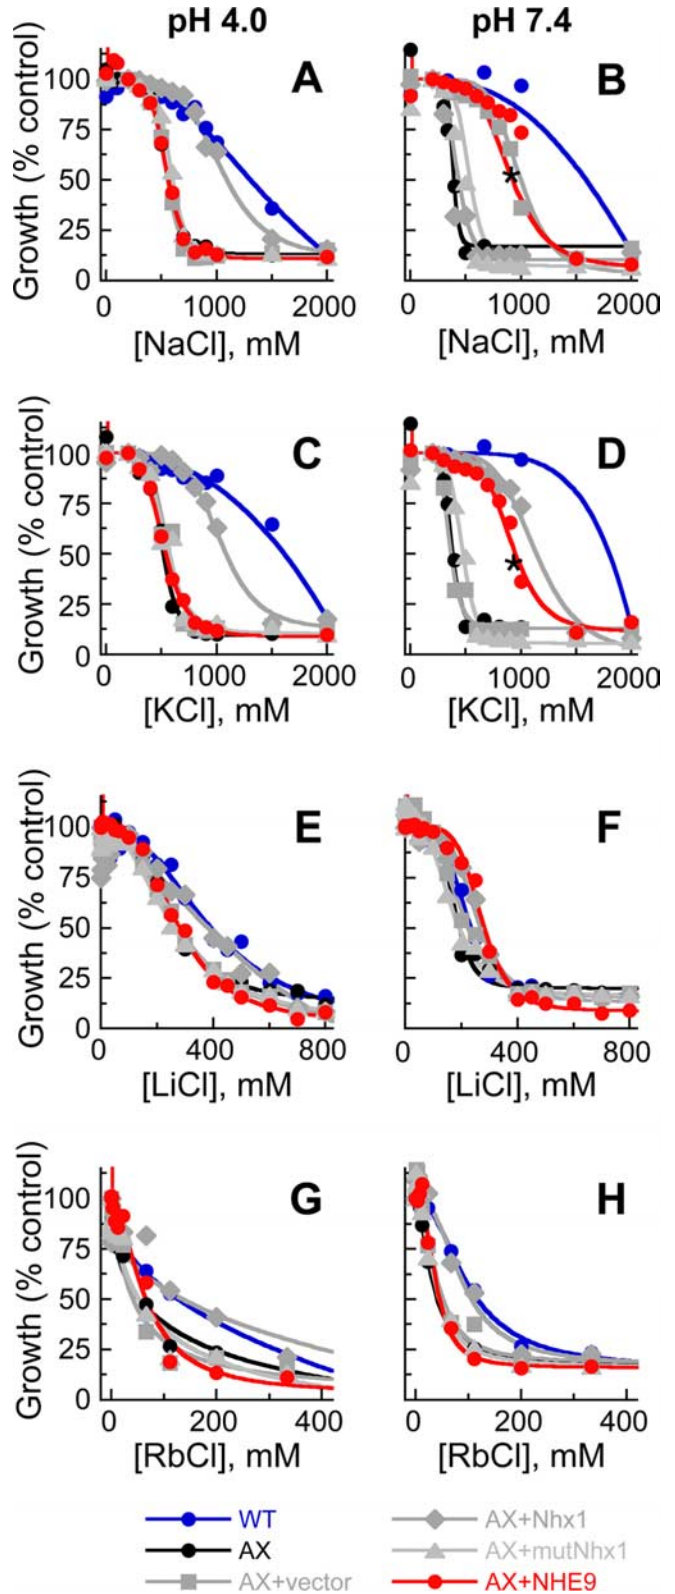 pH 4.0 pH 7.4
A B
Growth (% control)
100
75
50
25
0
*
0 1000 2000 0 1000 2000
[NaCl], mM [NaCl], mM
C D
Growth (% control)
100
75
50
25
0
*
0 1000 2000 0 1000 2000
[KCl], mM [KCl], mM
E F
Growth (% control)
100
75
50
25
0
0 400 800 0 400 800
[LiCl], mM [LiCl], mM
G H
Growth (% control)
100
75
50
25
0
0 200 400 0 200 400
[RbCl], mM [RbCl], mM
WT AX+Nhx1
AX AX+mutNhx1
AX+vector AX+NHE9